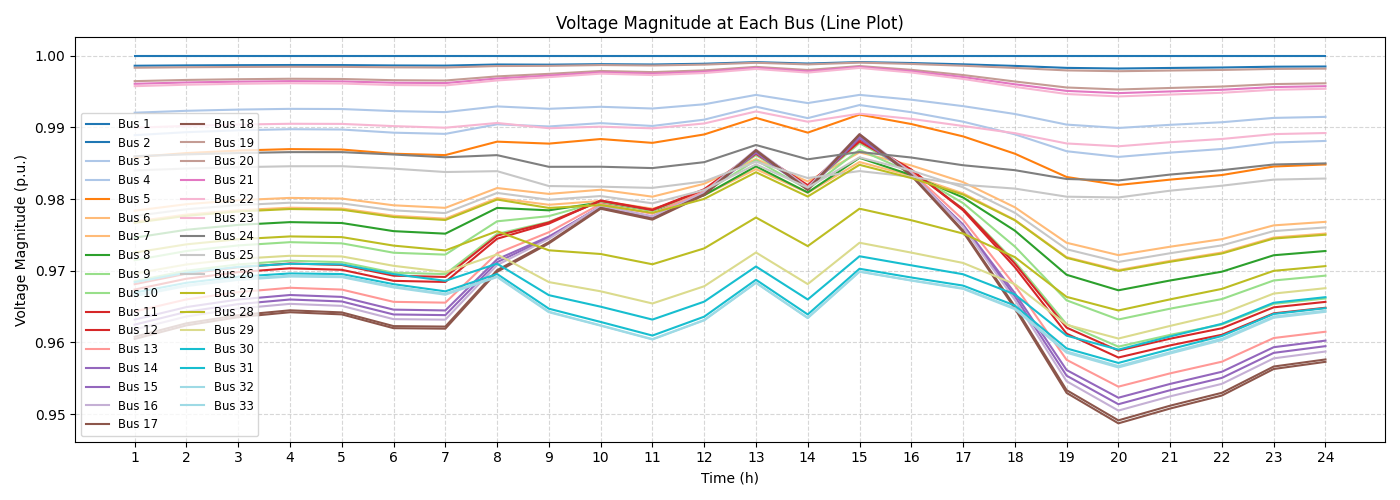 Voltage Magnitude at Each Bus (Line Plot)
Voltage Magnitude (p.u.)
1.00
0.99
0.98
0.97
0.96
0.95
Bus 1
Bus 2
Bus 3
Bus 4
Bus 5
Bus 6
Bus 7
Bus 8
Bus 9
Bus 10
Bus 11
Bus 12
Bus 13
Bus 14
Bus 15
Bus 16
Bus 17
Bus 18
Bus 19
Bus 20
Bus 21
Bus 22
Bus 23
Bus 24
Bus 25
Bus 26
Bus 27
Bus 28
Bus 29
Bus 30
Bus 31
Bus 32
Bus 33
1 2 3 4 5 6 7 8 9 10 11 12 13 14 15 16 17 18 19 20 21 22 23 24
Time (h)